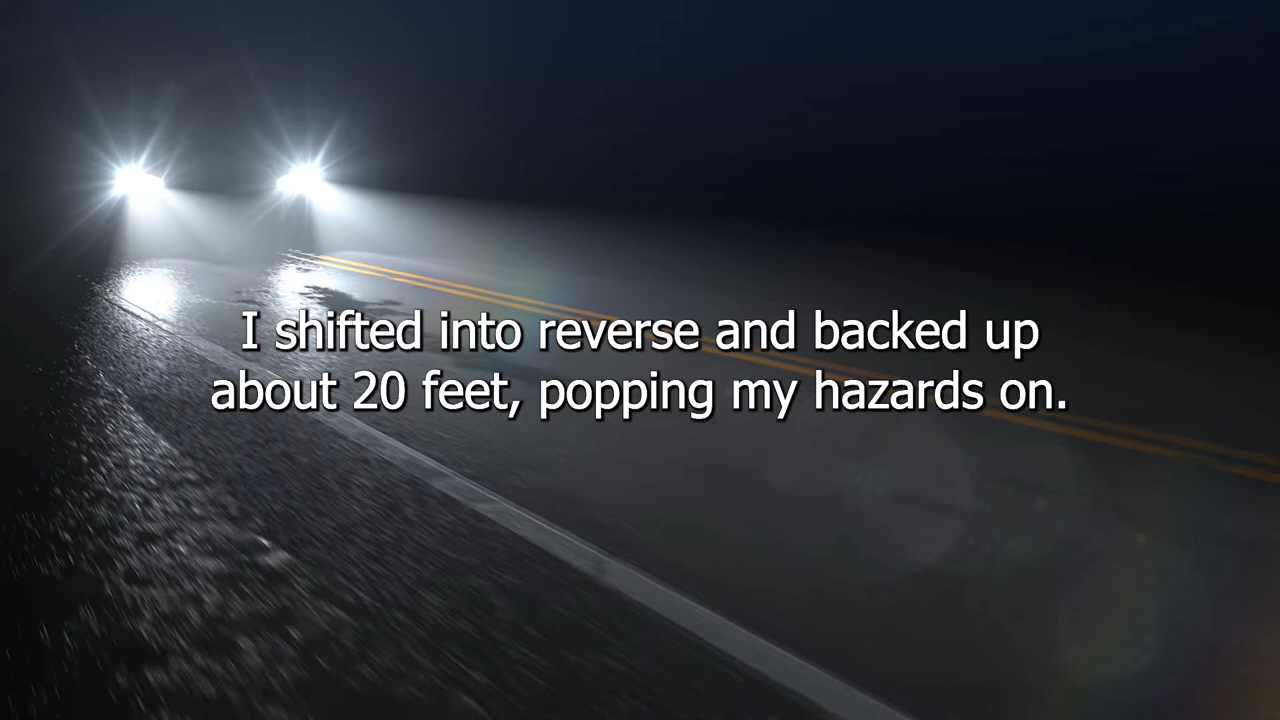 I shifted into reverse and backed up
about 20 feet, popping my hazards on.